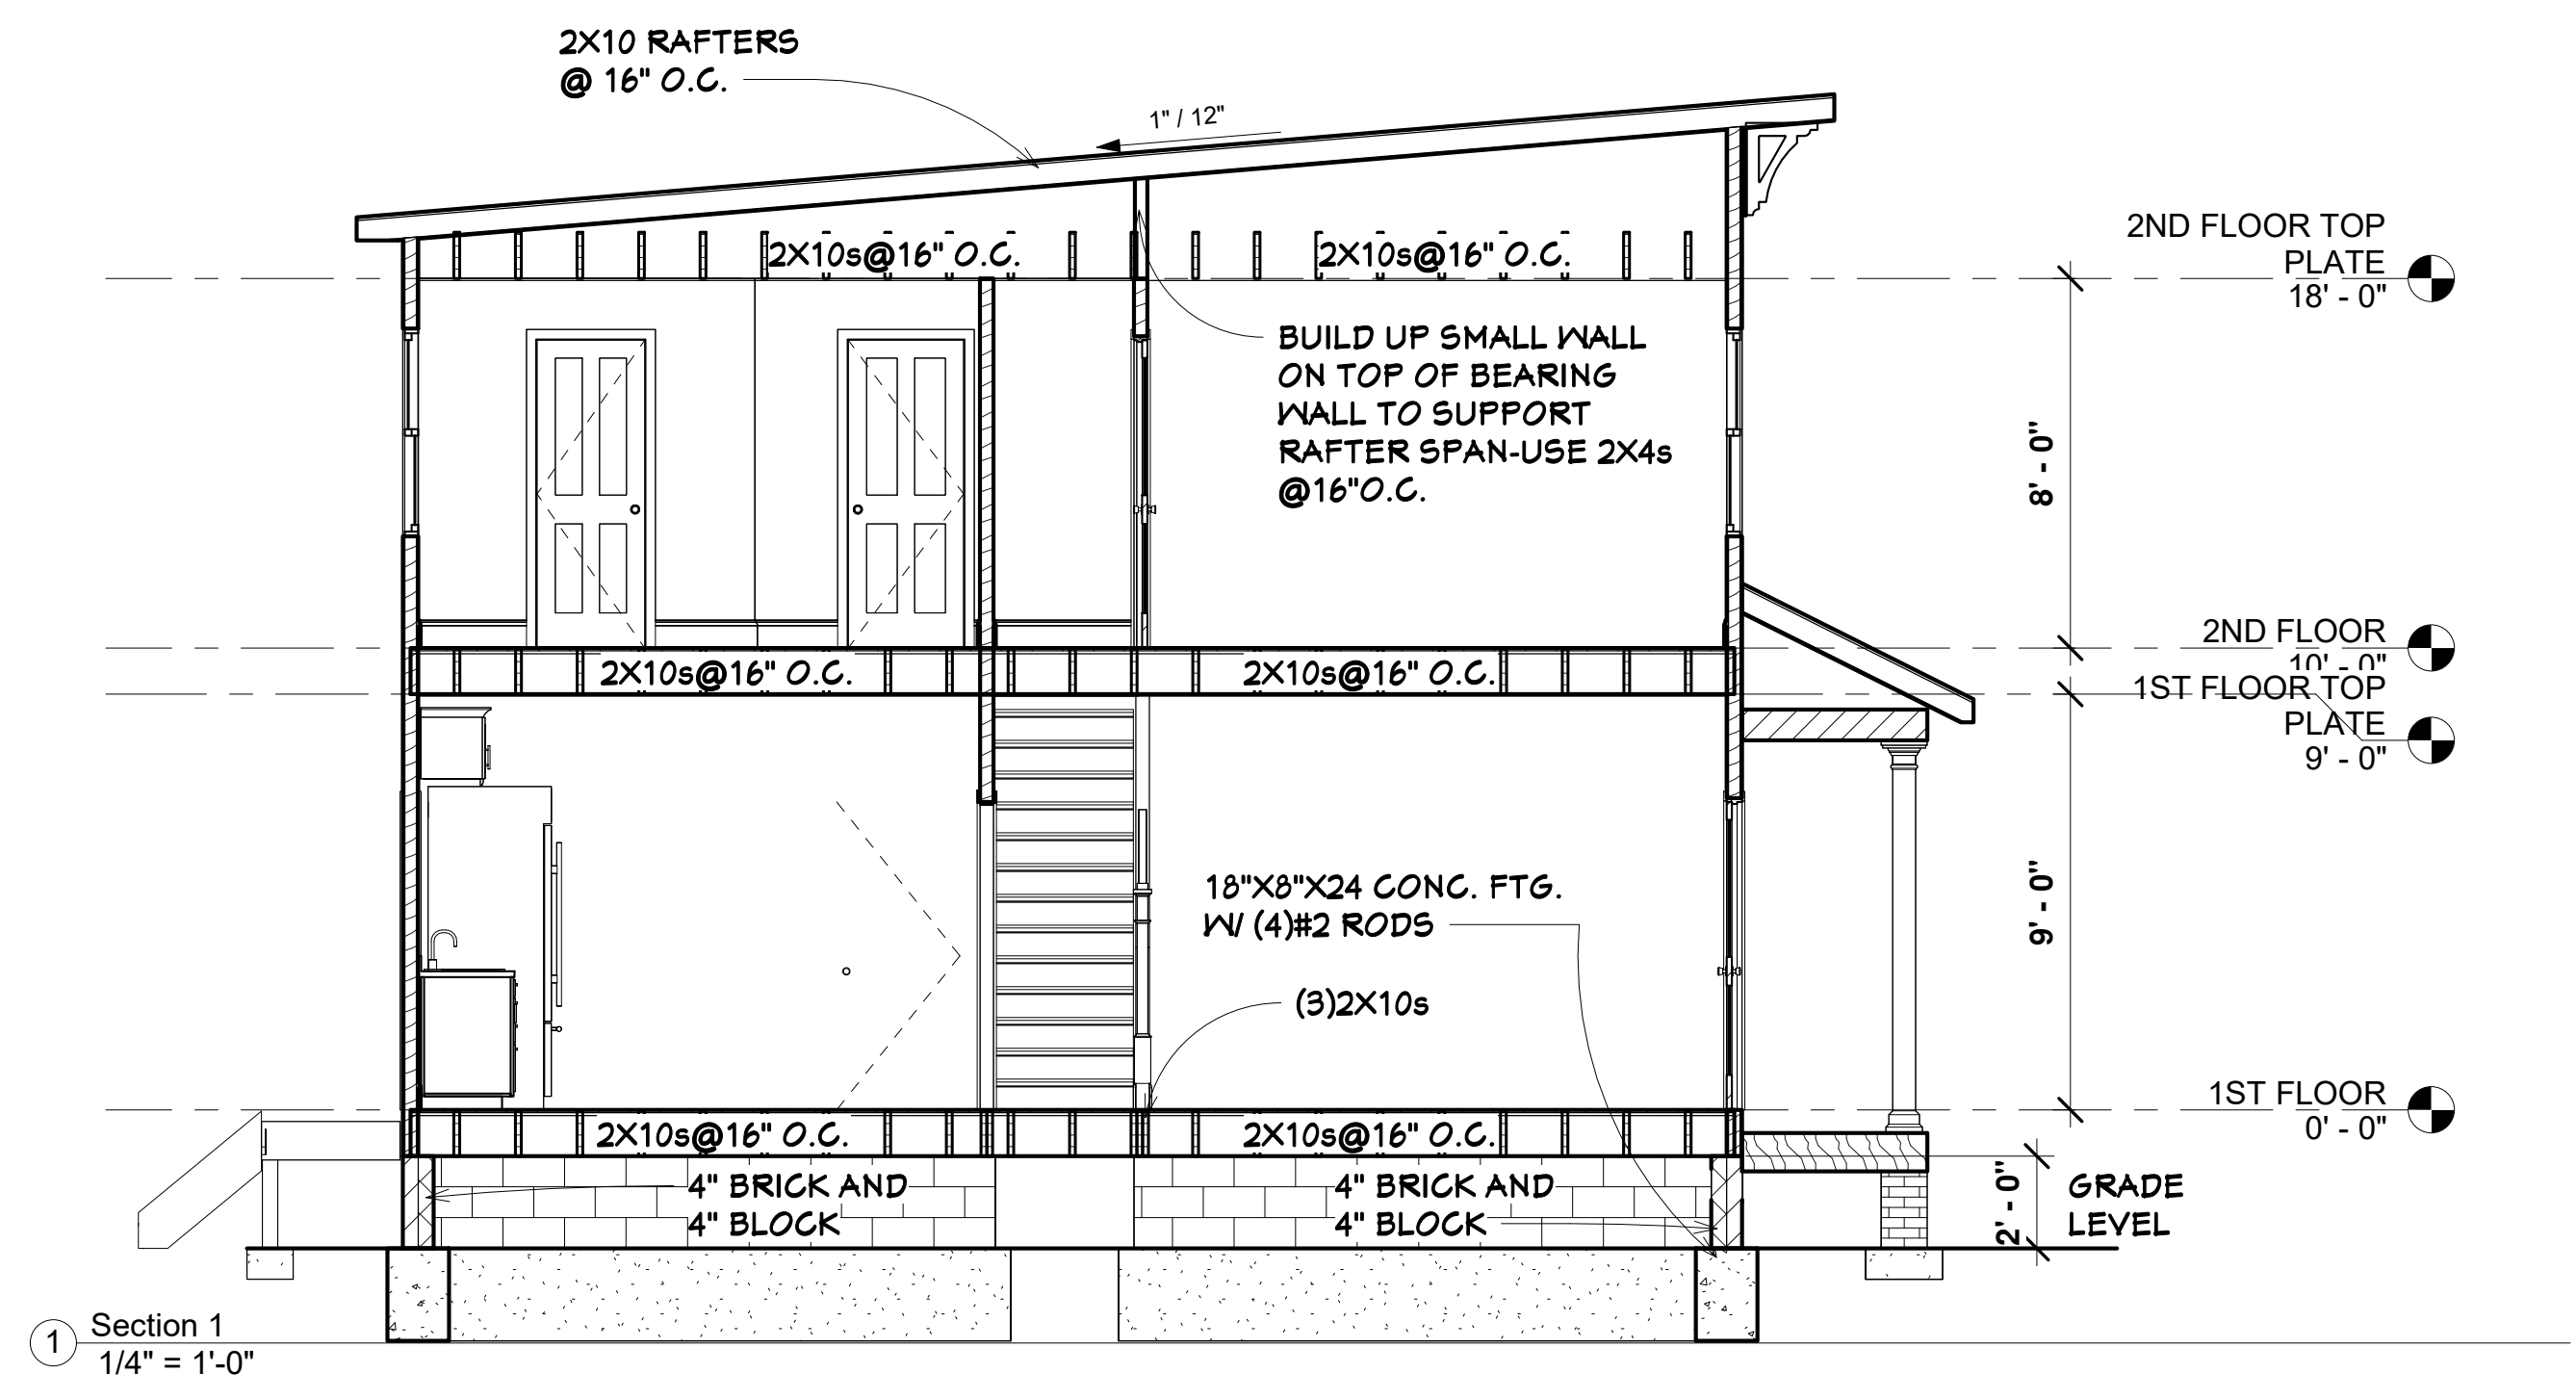 2X10 RAFTERS
@ 16" O.C.
1" / 12"
2X10s@16" O.C.
2X10s@16" O.C.
2ND FLOOR TOP
PLATE
18' - 0"
BUILD UP SMALL WALL
ON TOP OF BEARING
WALL TO SUPPORT
RAFTER SPAN-USE 2X4s
@16"O.C.
8' - 0"
2ND FLOOR
10' - 0"
2X10s@16" O.C.
2X10s@16" O.C.
1ST FLOOR TOP
PLATE
9' - 0"
18"X8"X24 CONC. FTG.
W/ (4)#2 RODS
9' - 0"
(3)2X10s
1ST FLOOR
0' - 0"
2X10s@16" O.C.
2X10s@16" O.C.
4" BRICK AND
4" BLOCK
4" BRICK AND
4" BLOCK
2' - 0"
GRADE
LEVEL
1
Section 1
1/4" = 1'-0"